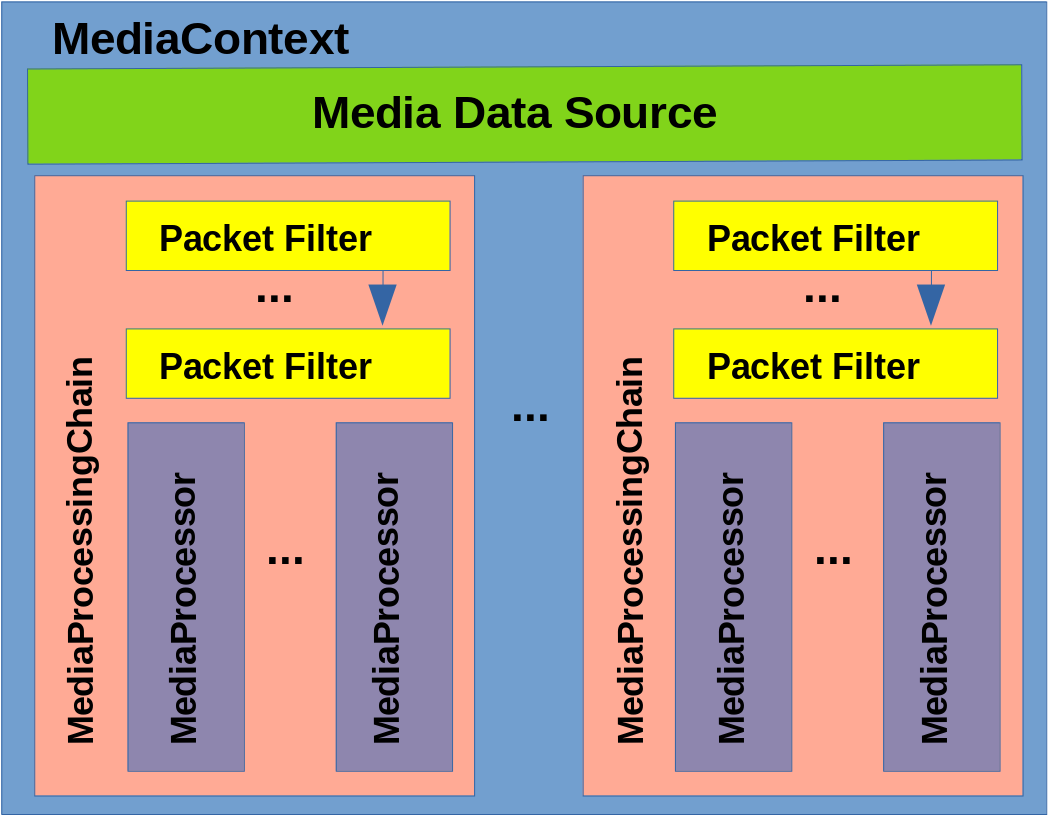 MediaContext
Media Data Source
Packet Filter
...
Packet Filter
MediaProcessingChain
MediaProcessor
...
MediaProcessor
...
Packet Filter
...
Packet Filter
MediaProcessingChain
MediaProcessor
...
MediaProcessor